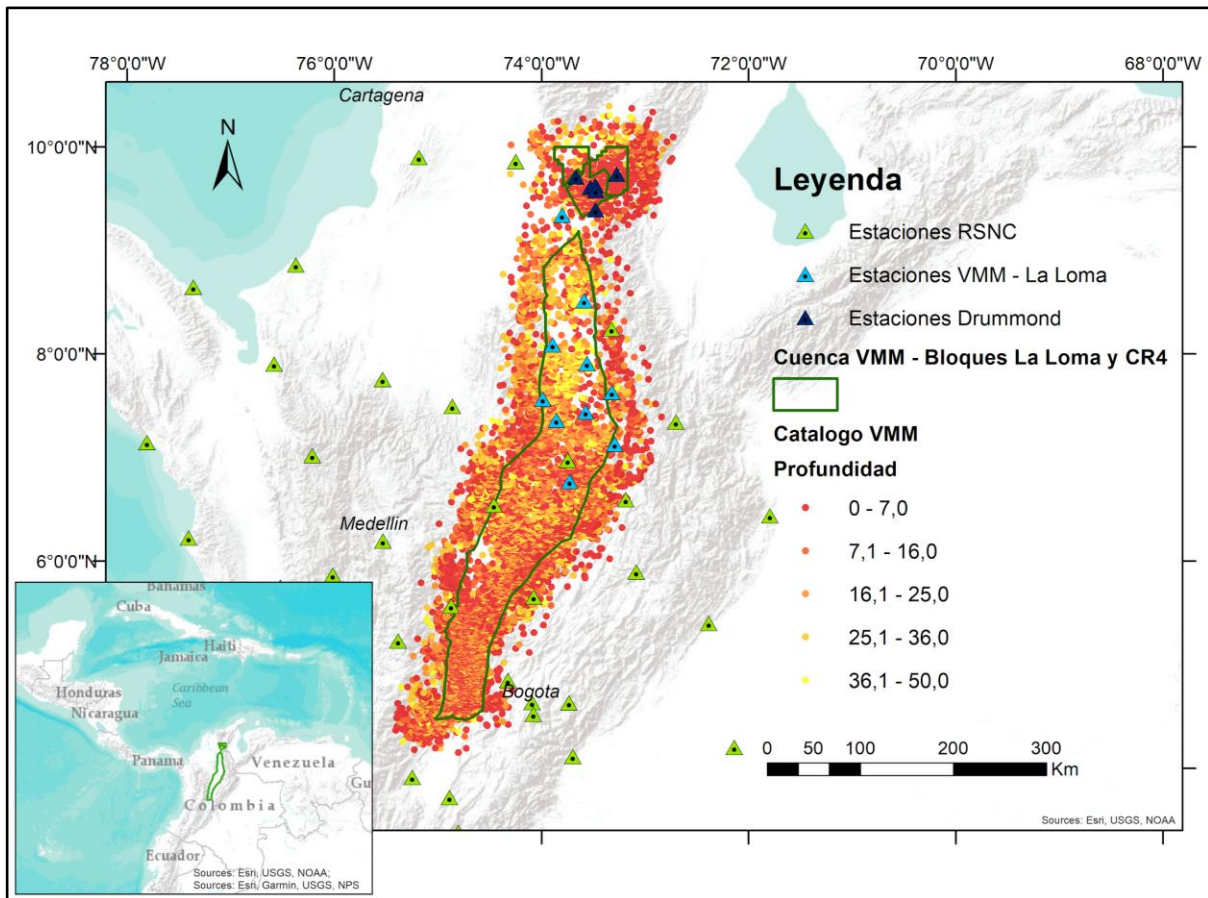 78°0'0"W 76°0'0"W 74°0'0"W 72°0'0"W 70°0'0"W 68°0'0"W
Cartagena
N
10°0'0"N
8°0'0"N
6°0'0"N
Medellin
Bogota
Leyenda
Estaciones RSNC
Estaciones VMM - La Loma
Estaciones Drummond
Cuenca VMM - Bloques La Loma y CR4
Catalogo VMM
Profundidad
0 - 7,0
7,1 - 16,0
16,1 - 25,0
25,1 - 36,0
36,1 - 50,0
0 50 100 200 300
Km
Sources: Esri, USGS, NOAA
Bahamas
Cuba
Haiti
Jamaica
Honduras
Caribbean
Sea
Nicaragua
Panama
Venezuela
Gu
Colombia
Ecuador
Sources: Esri, USGS, NOAA;
Sources: Esri, Garmin, USGS, NPS